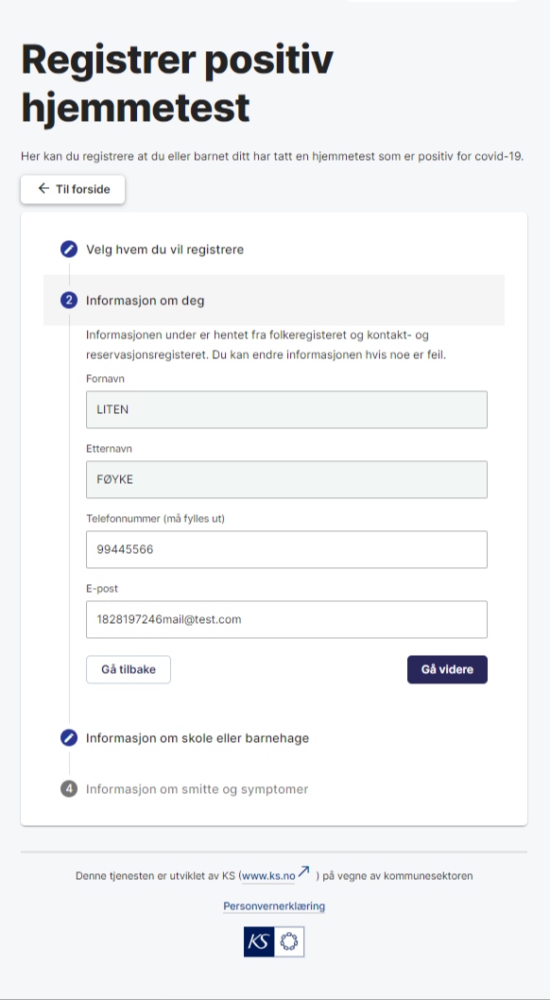 Registrer positiv
hjemmetest
Her kan du registrere at du eller barnet ditt har tatt en hjemmetest som er positiv for covid-19.
Til forside
Velg hvem du vil registrere
2 Informasjon om deg
Informasjonen under er hentet fra folkeregisteret og kontakt- og
reservasjonsregisteret. Du kan endre informasjonen hvis noe er feil.
Fornavn
LITEN
Etternavn
FØYKE
Telefonnummer (må fylles ut)
99445566
E-post
1828197246mail@test.com
Gå tilbake
Gå videre
Informasjon om skole eller barnehage
4 Informasjon om smitte og symptomer
Denne tjenesten er utviklet av KS (www.ks.no ) på vegne av kommunesektoren
Personvernerklæring
KS